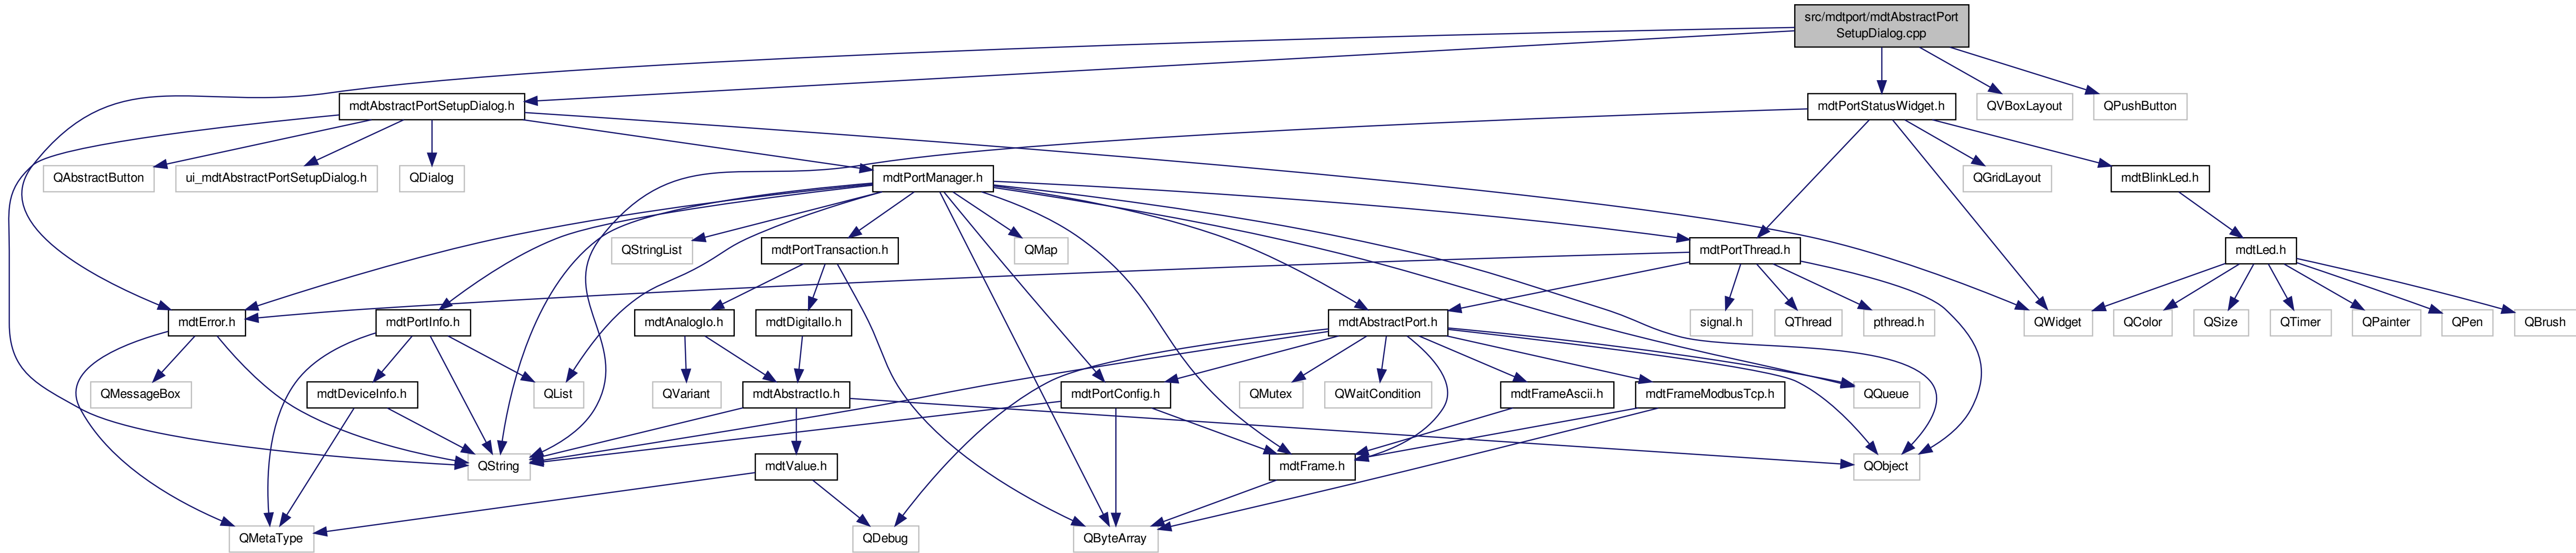 src/mdtport/mdtAbstractPort
SetupDialog.cpp
mdtAbstractPortSetupDialog.h
mdtPortStatusWidget.h
QVBoxLayout
QPushButton
QAbstractButton
ui_mdtAbstractPortSetupDialog.h
QDialog
mdtPortManager.h
QGridLayout
mdtBlinkLed.h
QStringList
mdtPortTransaction.h
QMap
mdtPortThread.h
mdtLed.h
mdtError.h
mdtPortInfo.h
mdtAnalogIo.h
mdtDigitalIo.h
mdtAbstractPort.h
signal.h
QThread
pthread.h
QWidget
QColor
QSize
QTimer
QPainter
QPen
QBrush
QMessageBox
mdtDeviceInfo.h
QList
QVariant
mdtAbstractIo.h
mdtPortConfig.h
QMutex
QWaitCondition
mdtFrameAscii.h
mdtFrameModbusTcp.h
QQueue
QString
mdtValue.h
mdtFrame.h
QObject
QMetaType
QDebug
QByteArray